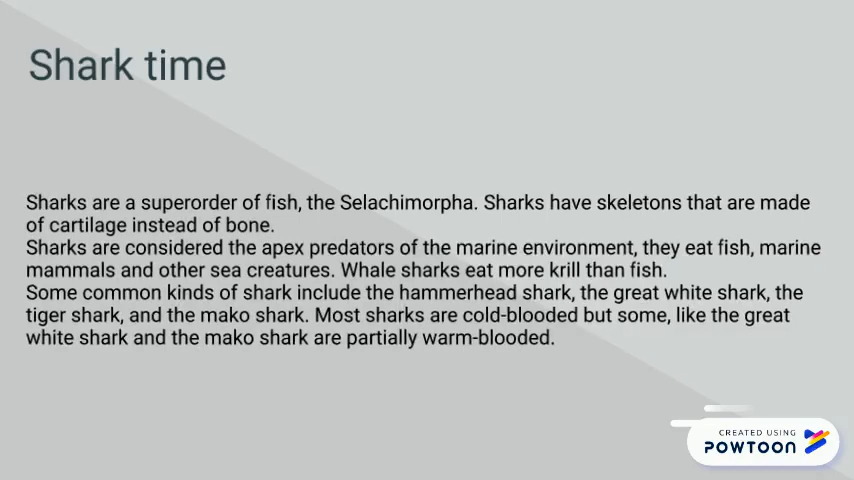 Shark time
Sharks are a superorder of fish, the Selachimorpha. Sharks have skeletons that are made
of cartilage instead of bone.
Sharks are considered the apex predators of the marine environment, they eat fish, marine
mammals and other sea creatures. Whale sharks eat more krill than fish.
Some common kinds of shark include the hammerhead shark, the great white shark, the
tiger shark, and the mako shark. Most sharks are cold-blooded but some, like the great
white shark and the mako shark are partially warm-blooded.
CREATED USING
POWTOON